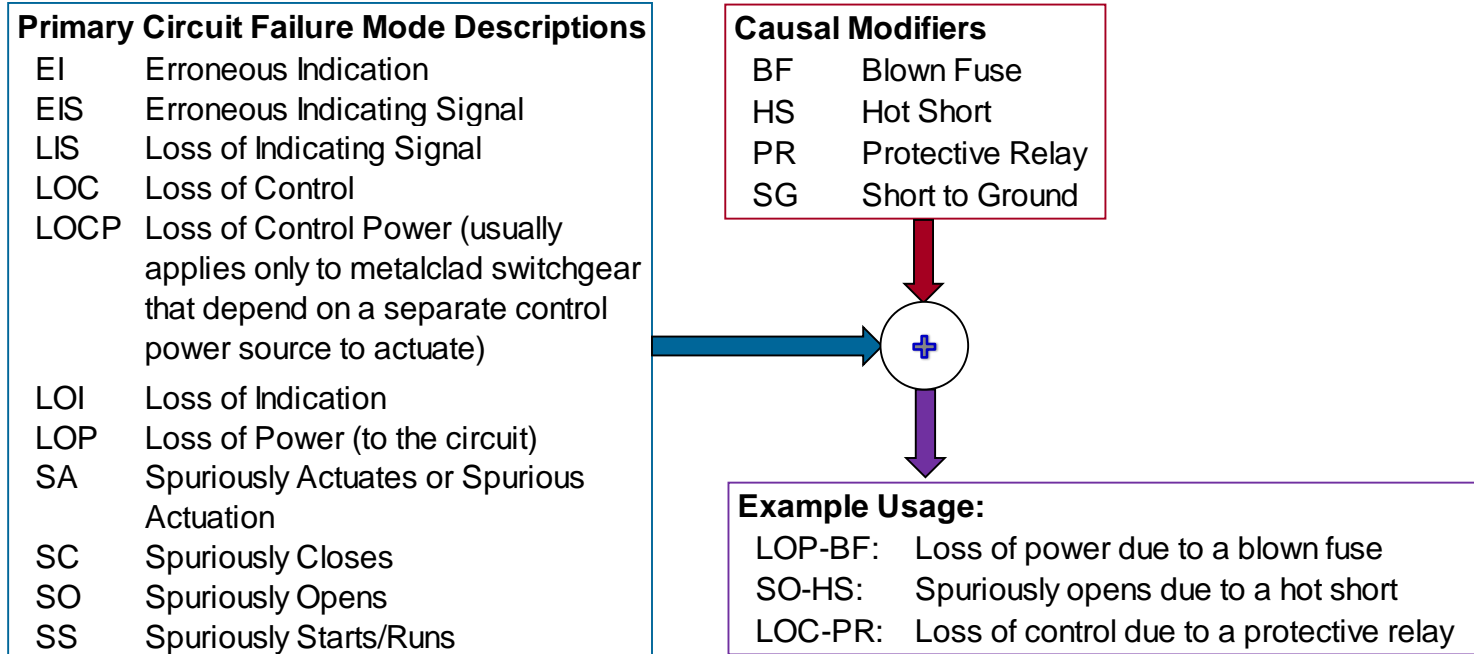 Primary Circuit Failure Mode Descriptions
EI Erroneous Indication
EIS Erroneous Indicating Signal
LIS Loss of Indicating Signal
LOC Loss of Control
LOCP Loss of Control Power (usually
applies only to metalclad switchgear
that depend on a separate control
power source to actuate)
LOI Loss of Indication
LOP Loss of Power (to the circuit)
SA Spuriously Actuates or Spurious
Actuation
SC Spuriously Closes
SO Spuriously Opens
SS Spuriously Starts/Runs
Causal Modifiers
BF Blown Fuse
HS Hot Short
PR Protective Relay
SG Short to Ground
+
Example Usage:
LOP-BF: Loss of power due to a blown fuse
SO-HS: Spuriously opens due to a hot short
LOC-PR: Loss of control due to a protective relay